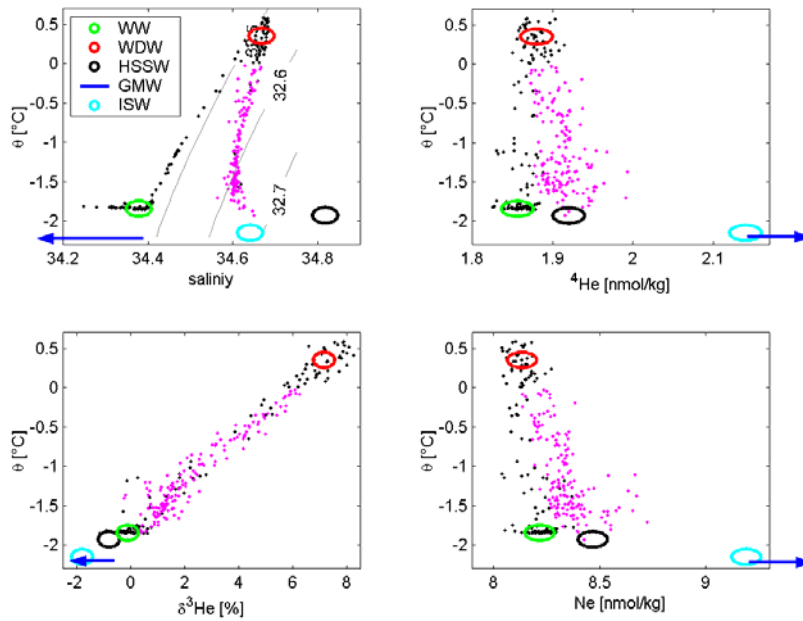 0.5
0
-0.5
-1
-1.5
-2
θ [°C]
WW
WDW
HSSW
GMW
ISW
32.6
32.7
34.2 34.4 34.6 34.8
saliniy
0.5
0
-0.5
-1
-1.5
-2
θ [°C]
1.8 1.9 2 2.1
⁴He [nmol/kg]
0.5
0
-0.5
-1
-1.5
-2
θ [°C]
-2 0 2 4 6 8
δ³He [%]
0.5
0
-0.5
-1
-1.5
-2
θ [°C]
8 8.5 9
Ne [nmol/kg]